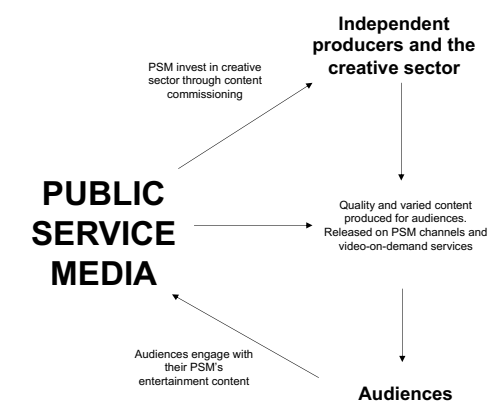 Independent
producers and the
creative sector
PSM invest in creative
sector through content
commissioning
PUBLIC
SERVICE
MEDIA
Quality and varied content
produced for audiences.
Released on PSM channels and
video-on-demand services
Audiences engage with
their PSM's
entertainment content
Audiences